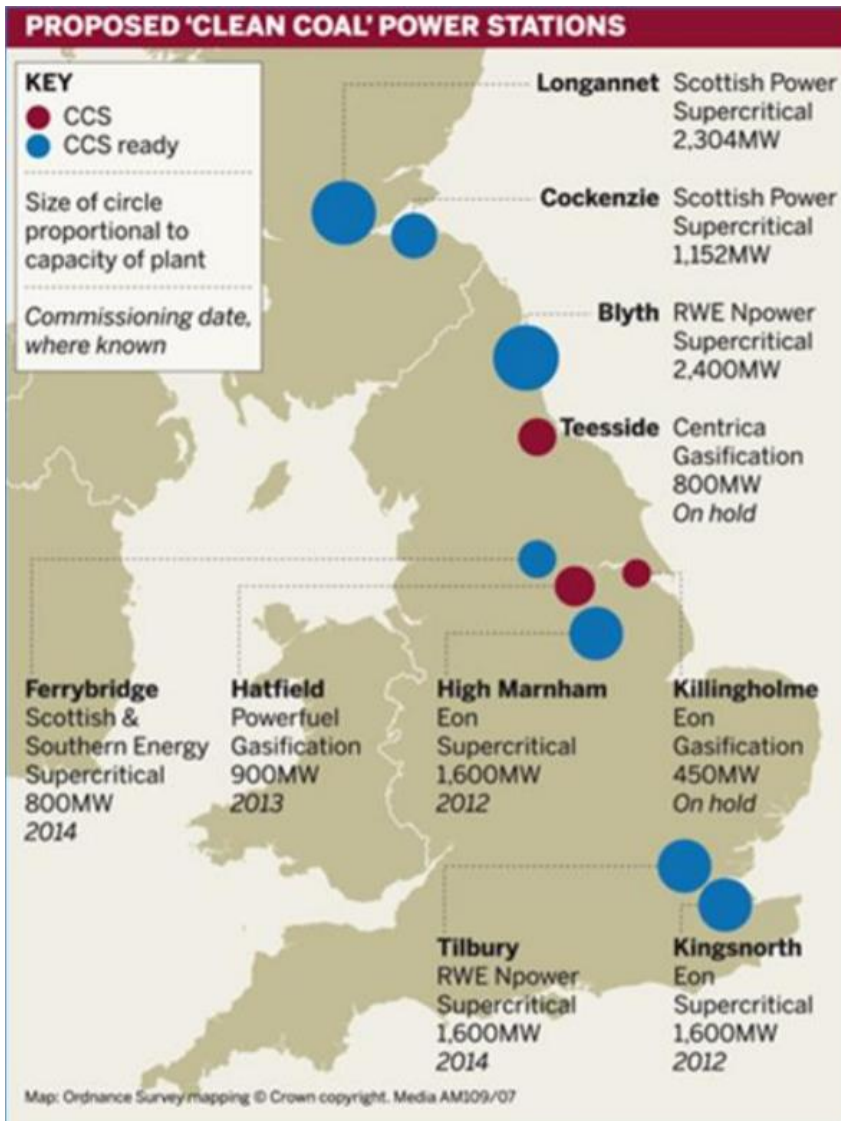 PROPOSED ‘CLEAN COAL’ POWER STATIONS
KEY
CCS
CCS ready
Size of circle
proportional to
capacity of plant
Commissioning date,
where known
Longannet Scottish Power
Supercritical
2,304MW
Cockenzie Scottish Power
Supercritical
1,152MW
Blyth RWE Npower
Supercritical
2,400MW
Teesside Centrica
Gasification
800MW
On hold
Ferrybridge
Scottish &
Southern Energy
Supercritical
800MW
2014
Hatfield
Powerfuel
Gasification
900MW
2013
High Marnham
Eon
Supercritical
1,600MW
2012
Killingholme
Eon
Gasification
450MW
On hold
Tilbury
RWE Npower
Supercritical
1,600MW
2014
Kingsnorth
Eon
Supercritical
1,600MW
2012
Map: Ordnance Survey mapping © Crown copyright. Media AM109/07